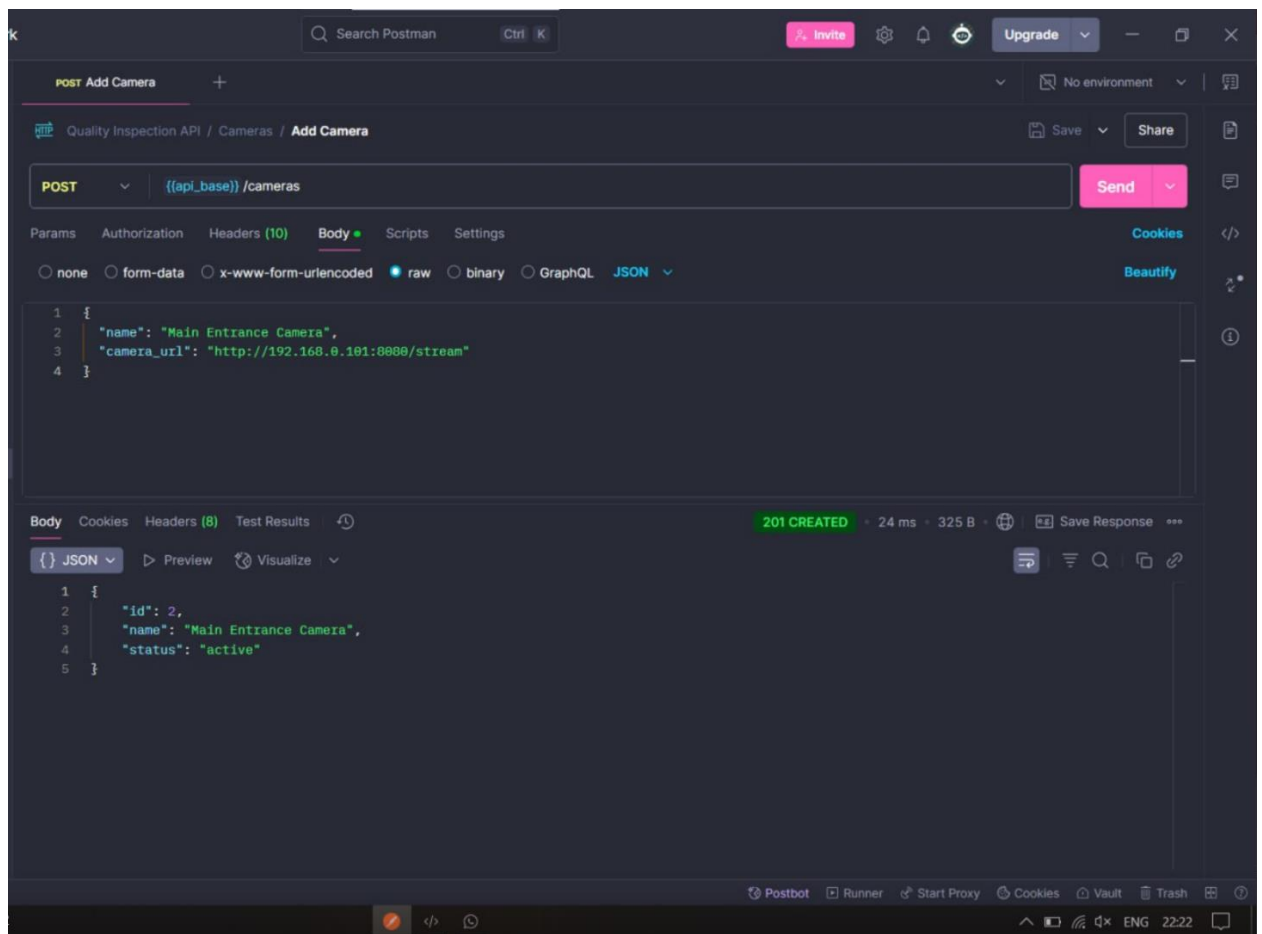 rk
Search Postman Ctrl K
Invite
Upgrade
POST Add Camera
No environment
HTTP Quality Inspection API / Cameras / Add Camera
Save
Share
POST
{{api_base}} /cameras
Send
Params Authorization Headers (10) Body Scripts Settings
Cookies
none form-data x-www-form-urlencoded raw binary GraphQL JSON
Beautify
1 {
2 "name": "Main Entrance Camera",
3 "camera_url": "http://192.168.0.101:8080/stream"
4 }
Body Cookies Headers (8) Test Results
201 CREATED 24 ms 325 B
e.g. Save Response
{} JSON Preview Visualize
1 {
2 "id": 2,
3 "name": "Main Entrance Camera",
4 "status": "active"
5 }
Postbot Runner Start Proxy Cookies Vault Trash
ENG 22:22